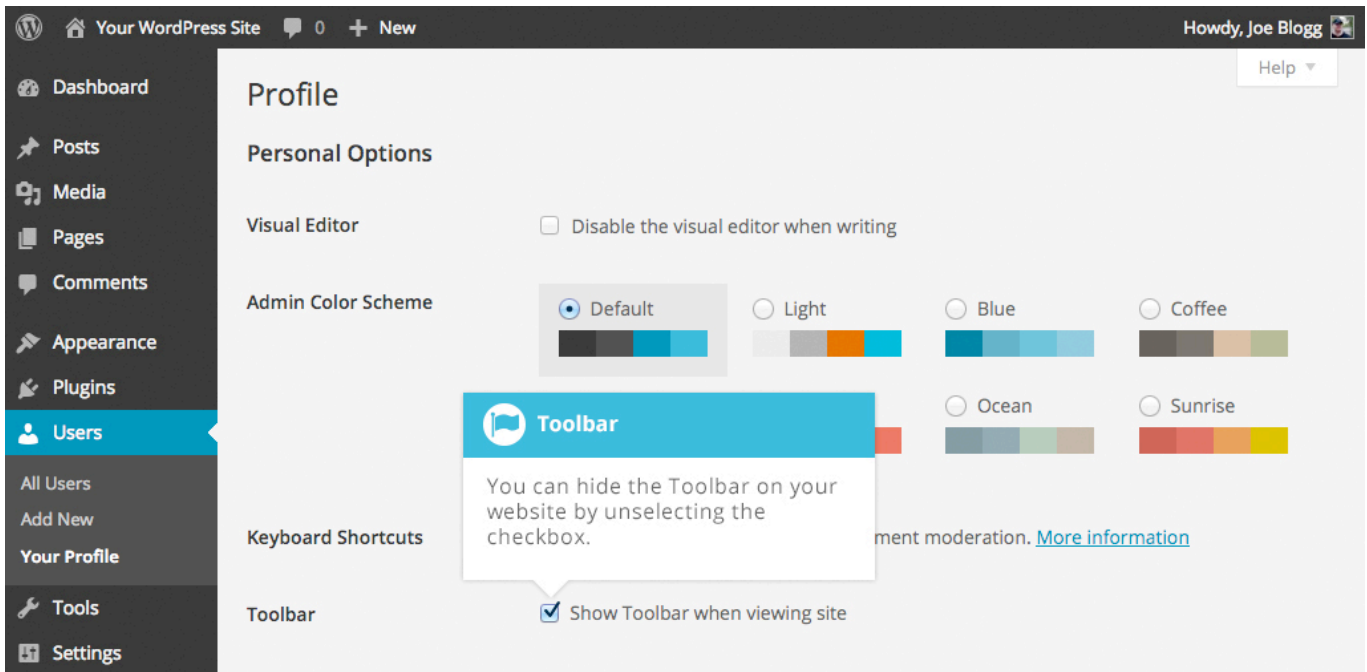 Your WordPress Site 0 + New Howdy, Joe Blogg
Help
Dashboard
Posts
Media
Pages
Comments
Appearance
Plugins
Users
All Users
Add New
Your Profile
Tools
Settings
Profile
Personal Options
Visual Editor Disable the visual editor when writing
Admin Color Scheme Default Light Blue Coffee
Ocean Sunrise
Toolbar
You can hide the Toolbar on your
website by unselecting the
checkbox.
Keyboard Shortcuts ment moderation. More information
Toolbar Show Toolbar when viewing site